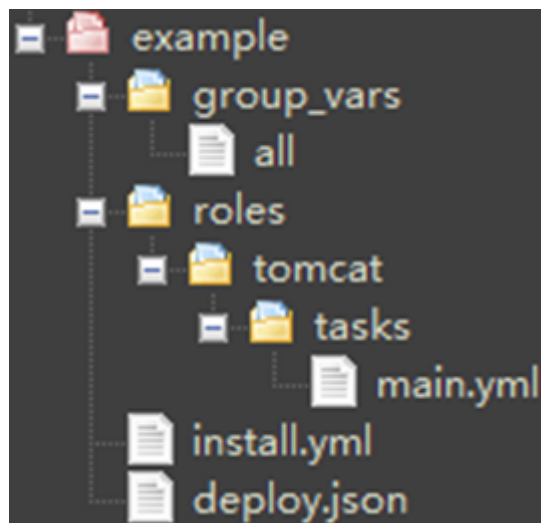 example
group_vars
all
roles
tomcat
tasks
main.yml
install.yml
deploy.json